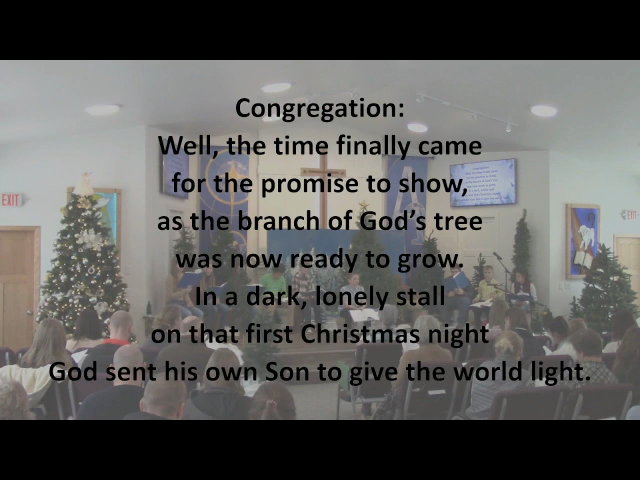 Congregation:
Well, the time finally came
for the promise to show,
as the branch of God's tree
was now ready to grow.
In a dark, lonely stall
on that first Christmas night
God sent his own Son to give the world light.
EXIT
EXIT